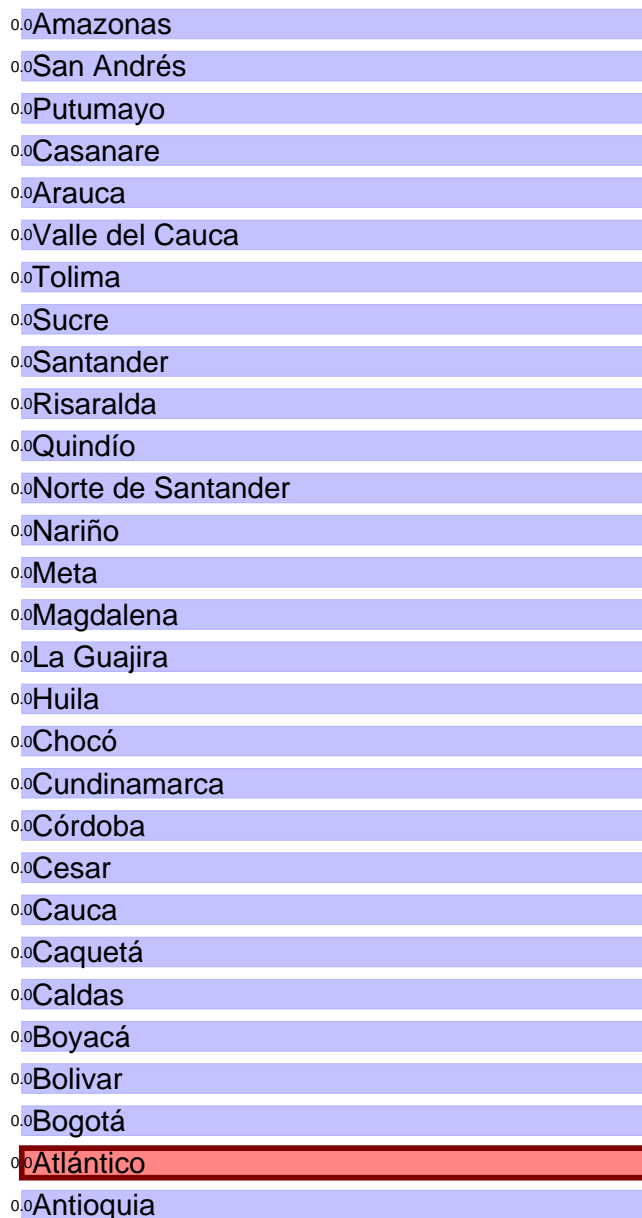 0.0Amazonas
0.0San Andrés
0.0Putumayo
0.0Casanare
0.0Arauca
0.0Valle del Cauca
0.0Tolima
0.0Sucre
0.0Santander
0.0Risaralda
0.0Quindío
0.0Norte de Santander
0.0Nariño
0.0Meta
0.0Magdalena
0.0La Guajira
0.0Huila
0.0Chocó
0.0Cundinamarca
0.0Córdoba
0.0Cesar
0.0Cauca
0.0Caquetá
0.0Caldas
0.0Boyacá
0.0Bolivar
0.0Bogotá
0.0Atlántico
0.0Antioquia